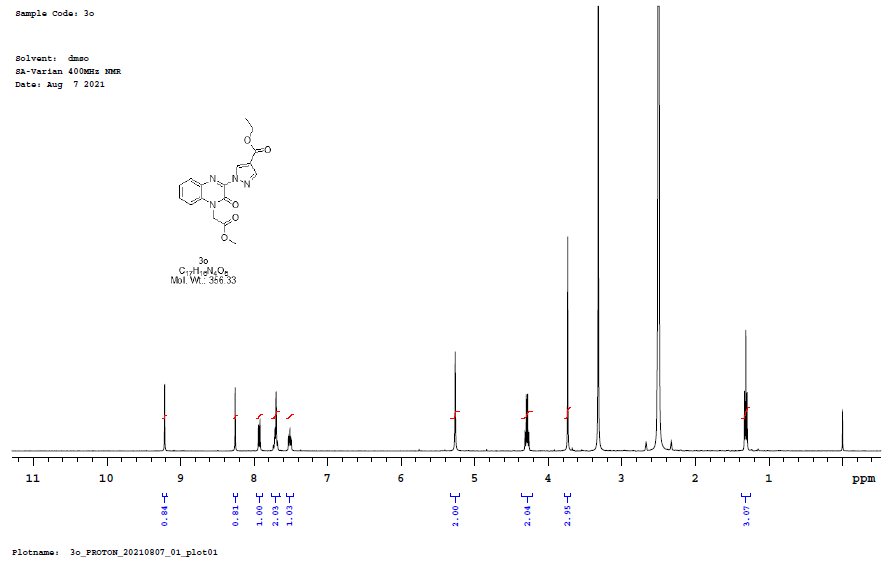 Sample Code: 3o
Solvent: dmso
SA-Varian 400MHz NMR
Date: Aug 7 2021
O
O
N
N
N
N
O
O
O
3o
C17H16N4O5
Mol. Wt.: 356.33
11 10 9 8 7 6 5 4 3 2 1 ppm
0.84 0.81 1.00 2.03 1.03 2.00 2.04 2.95 3.07
Plotname: 3o_PROTON_20210807_01_plot01